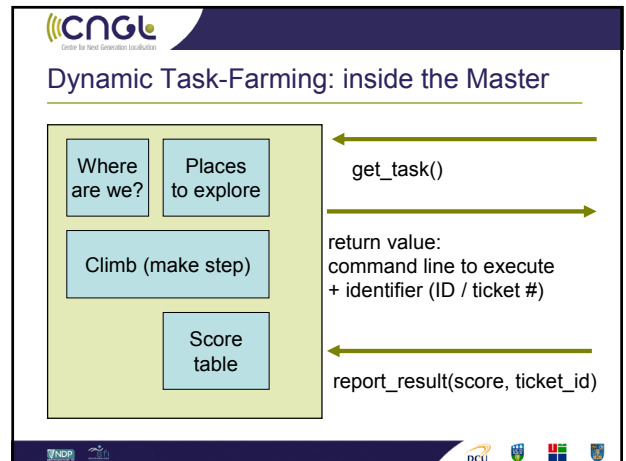 CNGL
Centre for Next Generation Localisation
Dynamic Task-Farming: inside the Master
Where
are we?
Places
to explore
Climb (make step)
Score
table
get_task()
return value:
command line to execute
+ identifier (ID / ticket #)
report_result(score, ticket_id)
NDP
DCU